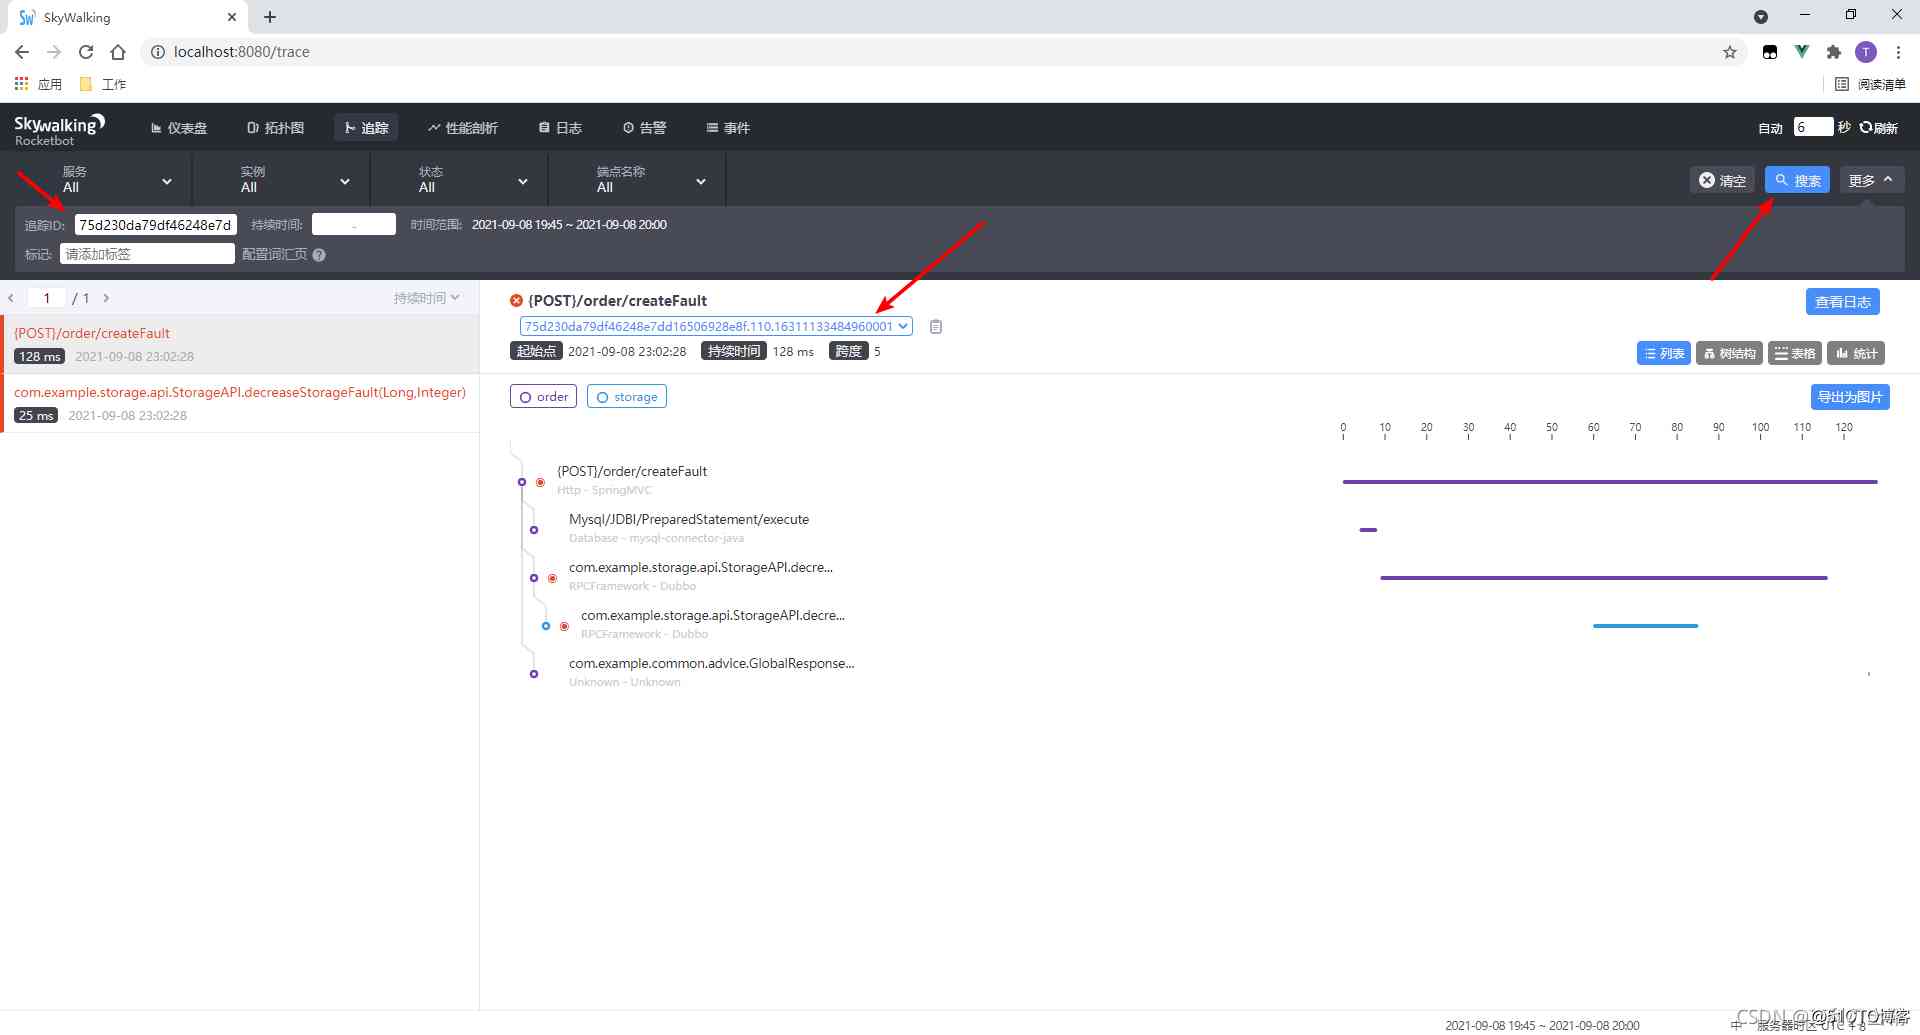 SkyWalking
localhost:8080/trace
T
应用 工作 阅读清单
Skywalking
Rocketbot
仪表盘 拓扑图 追踪 性能剖析 日志 告警 事件 自动 6 秒 刷新
服务 实例 状态 端点名称
All All All All
清空 搜索 更多
追踪ID: 75d230da79df46248e7d 持续时间: - 时间范围: 2021-09-08 19:45 ~ 2021-09-08 20:00
标记: 请添加标签 配置词汇页 ?
1 / 1 持续时间
{POST}/order/createFault
128 ms 2021-09-08 23:02:28
com.example.storage.api.StorageAPI.decreaseStorageFault(Long,Integer)
25 ms 2021-09-08 23:02:28
{POST}/order/createFault
查看日志
75d230da79df46248e7dd16506928e8f.110.16311133484960001
起始点 2021-09-08 23:02:28 持续时间 128 ms 跨度 5
列表 树结构 表格 统计
order storage
导出为图片
0 10 20 30 40 50 60 70 80 90 100 110 120
{POST}/order/createFault
Http - SpringMVC
Mysql/JDBI/PreparedStatement/execute
Database - mysql-connector-java
com.example.storage.api.StorageAPI.decre...
RPCFramework - Dubbo
com.example.storage.api.StorageAPI.decre...
RPCFramework - Dubbo
com.example.common.advice.GlobalResponse...
Unknown - Unknown
2021-09-08 19:45 ~ 2021-09-08 20:00 中 服务器时区
CSDN @
@51CTO博客